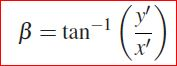 β = tan⁻¹ (y′/x′)